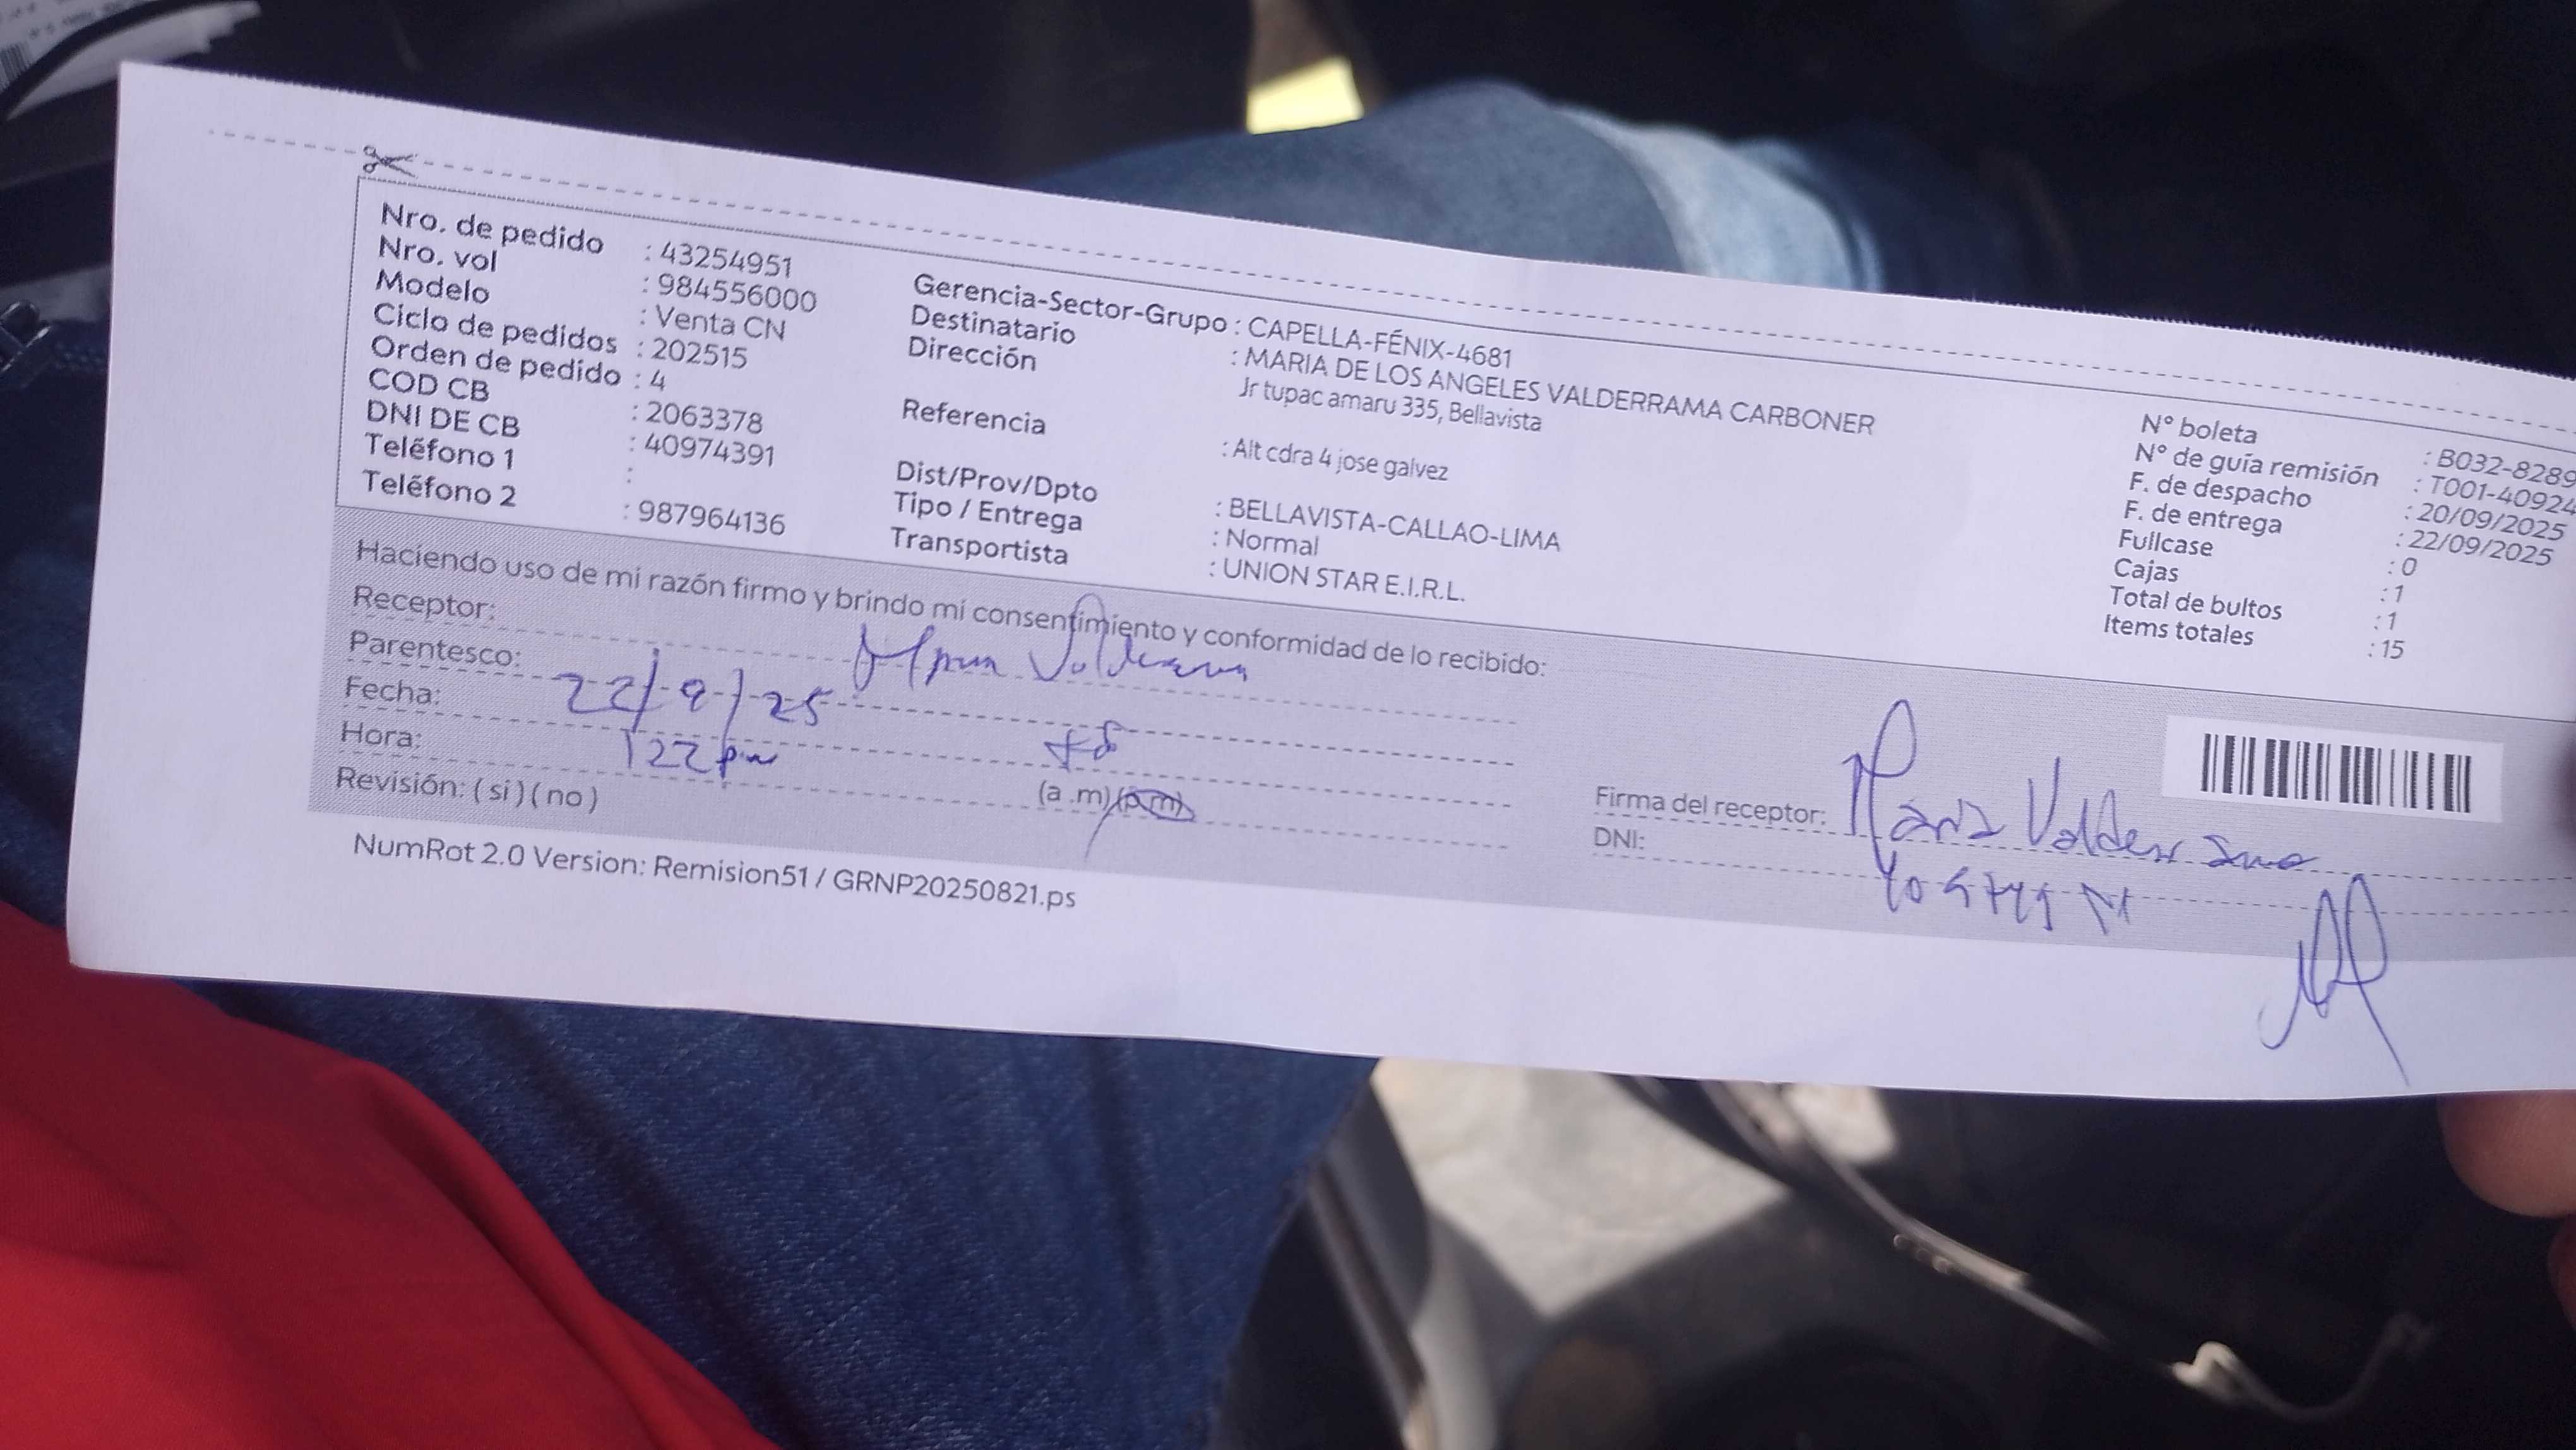 Nro. de pedido : 43254951
Nro. vol : 984556000
Modelo : Venta CN
Ciclo de pedidos : 202515
Orden de pedido : 4
COD CB : 2063378
DNI DE CB : 40974391
Teléfono 1 :
Teléfono 2 : 987964136
Gerencia-Sector-Grupo : CAPELLA-FÉNIX-4681
Destinatario : MARIA DE LOS ANGELES VALDERRAMA CARBONER
Dirección Jr tupac amaru 335, Bellavista
Referencia : Alt cdra 4 jose galvez
Dist/Prov/Dpto : BELLAVISTA-CALLAO-LIMA
Tipo / Entrega : Normal
Transportista : UNION STAR E.I.R.L.
N° boleta : B032-8289
N° de guía remisión : T001-40924
F. de despacho : 20/09/2025
F. de entrega : 22/09/2025
Fullcase : 0
Cajas : 1
Total de bultos : 1
Items totales : 15
Haciendo uso de mi razón firmo y brindo mi consentimiento y conformidad de lo recibido:
Receptor:
Parentesco:
Fecha: 22/9/25
Hora: 122 pm (a.m) (p.m)
Revisión: ( si ) ( no )
Firma del receptor: Maria Valderrama
DNI:
NumRot 2.0 Version: Remision51 / GRNP20250821.ps